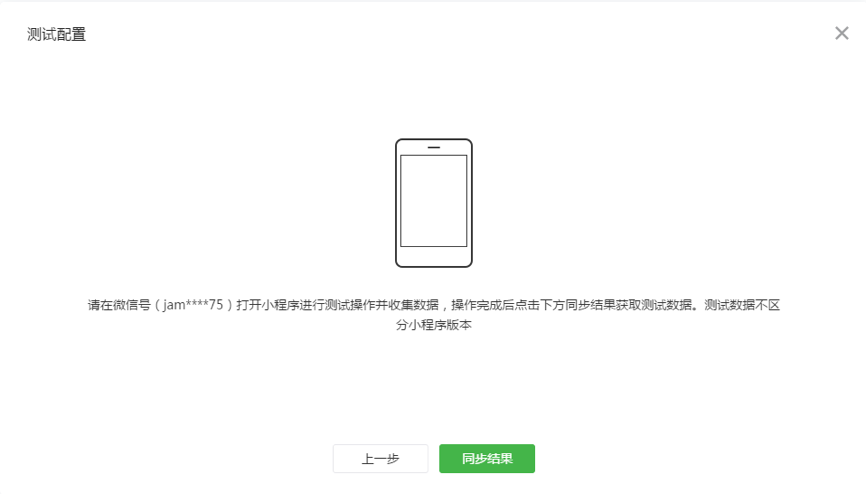 测试配置
请在微信号（jam****75）打开小程序进行测试操作并收集数据，操作完成后点击下方同步结果获取测试数据。测试数据不区
分小程序版本
上一步 同步结果